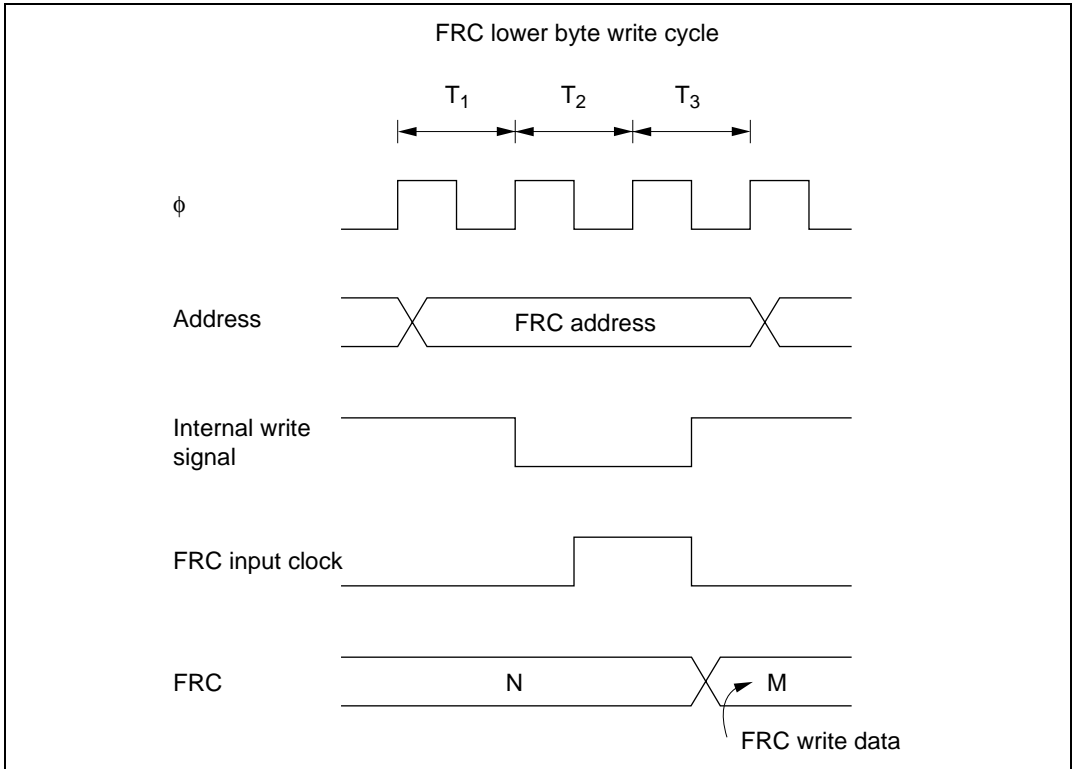 FRC lower byte write cycle
T1 T2 T3
ϕ
Address
FRC address
Internal write
signal
FRC input clock
FRC
N
M
FRC write data